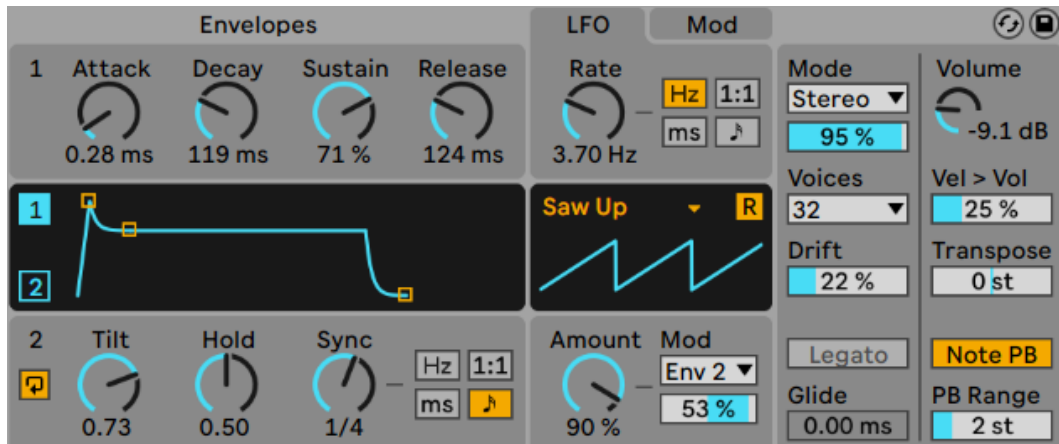 Envelopes
LFO
Mod
1 Attack Decay Sustain Release
0.28 ms 119 ms 71 % 124 ms
Rate
3.70 Hz
Hz 1:1
ms
Mode
Stereo
95 %
Volume
-9.1 dB
1
2
Saw Up R
Voices
32
Drift
22 %
Vel > Vol
25 %
Transpose
0 st
2 Tilt Hold Sync
0.73 0.50 1/4
Hz 1:1
ms
Amount
90 %
Mod
Env 2
53 %
Legato
Glide
0.00 ms
Note PB
PB Range
2 st